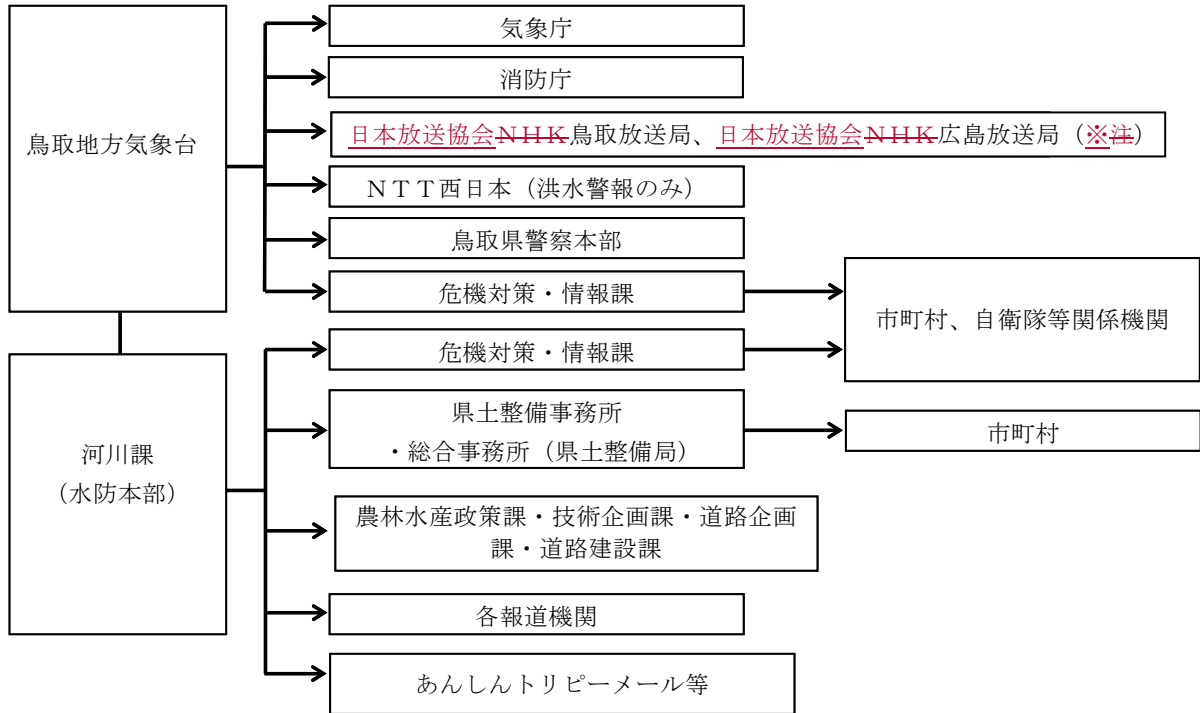 鳥取地方気象台
気象庁
消防庁
日本放送協会ＮＨＫ鳥取放送局、日本放送協会ＮＨＫ広島放送局（※注）
ＮＴＴ西日本（洪水警報のみ）
鳥取県警察本部
危機対策・情報課
市町村、自衛隊等関係機関
河川課
（水防本部）
危機対策・情報課
県土整備事務所
・総合事務所（県土整備局）
市町村
農林水産政策課・技術企画課・道路企画
課・道路建設課
各報道機関
あんしんトリピーメール等